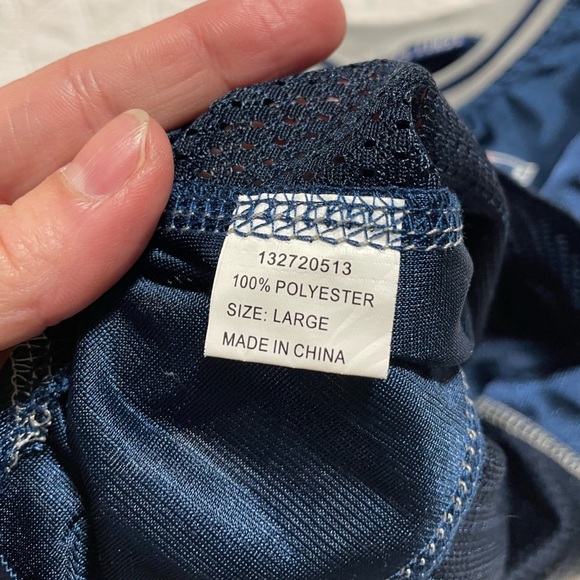 132720513
100% POLYESTER
SIZE: LARGE
MADE IN CHINA